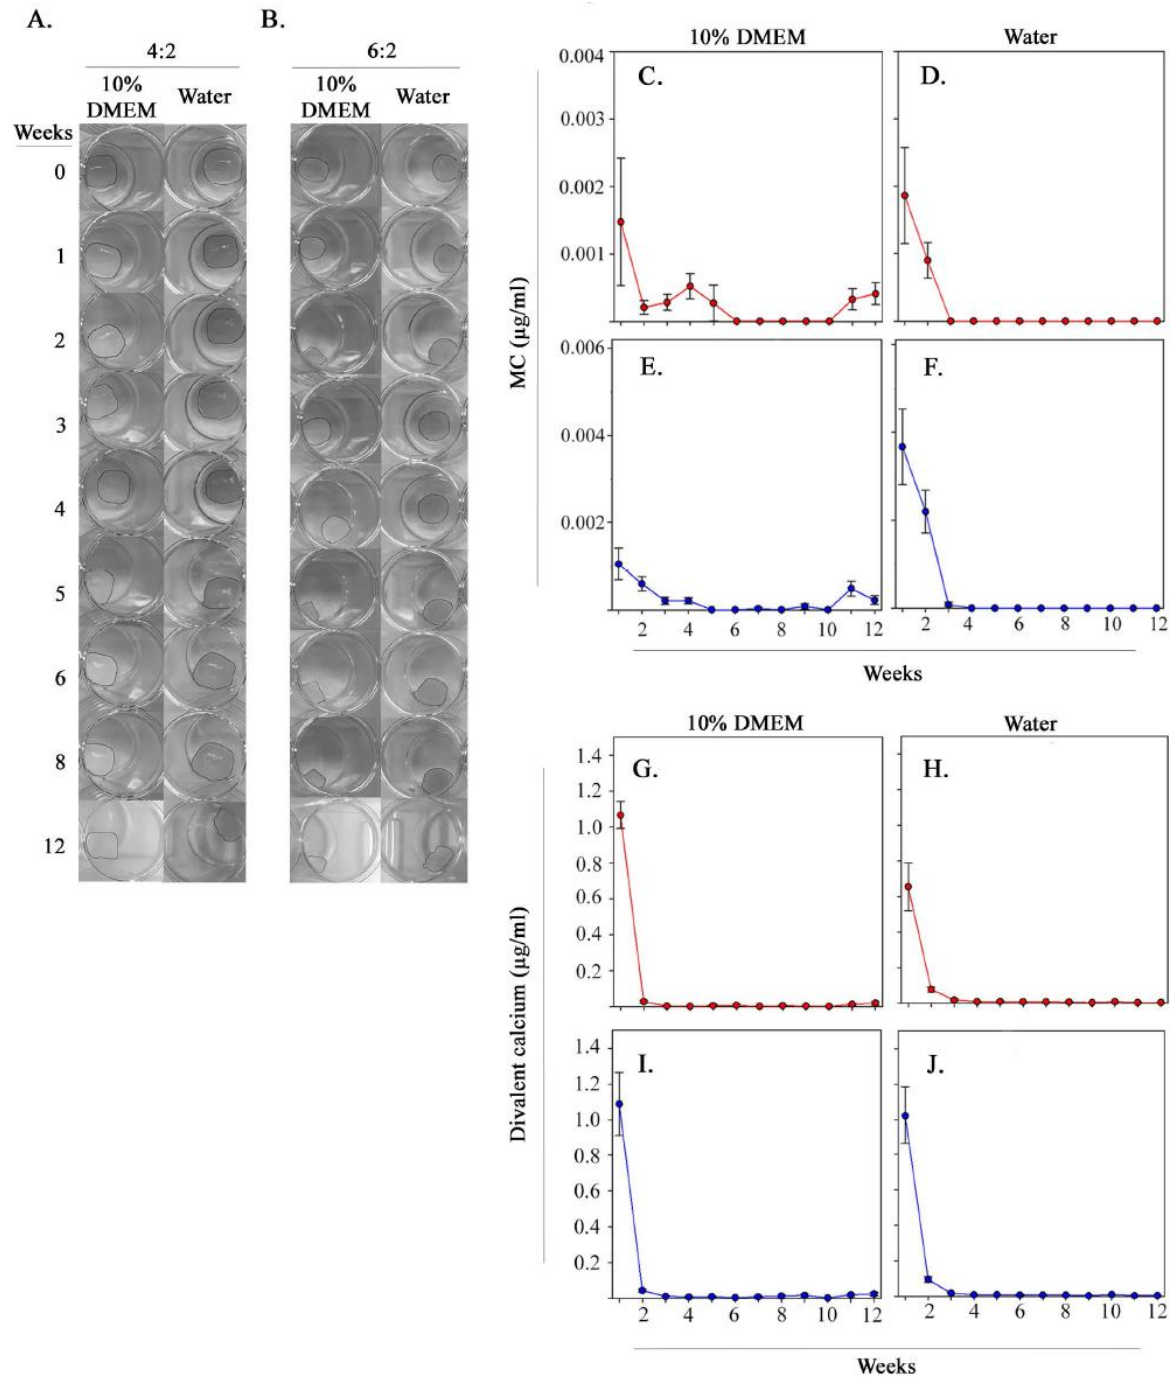 A.
B.
4:2
6:2
10% DMEM
Water
10% DMEM
Water
Weeks
0
1
2
3
4
5
6
8
12
10% DMEM
Water
C.
D.
0.004
0.003
0.002
0.001
MC (µg/ml)
E.
F.
0.006
0.004
0.002
2 4 6 8 10 12
2 4 6 8 10 12
Weeks
10% DMEM
Water
G.
H.
1.4
1.2
1.0
0.8
0.6
0.4
0.2
Divalent calcium (µg/ml)
I.
J.
1.4
1.2
1.0
0.8
0.6
0.4
0.2
2 4 6 8 10 12
2 4 6 8 10 12
Weeks